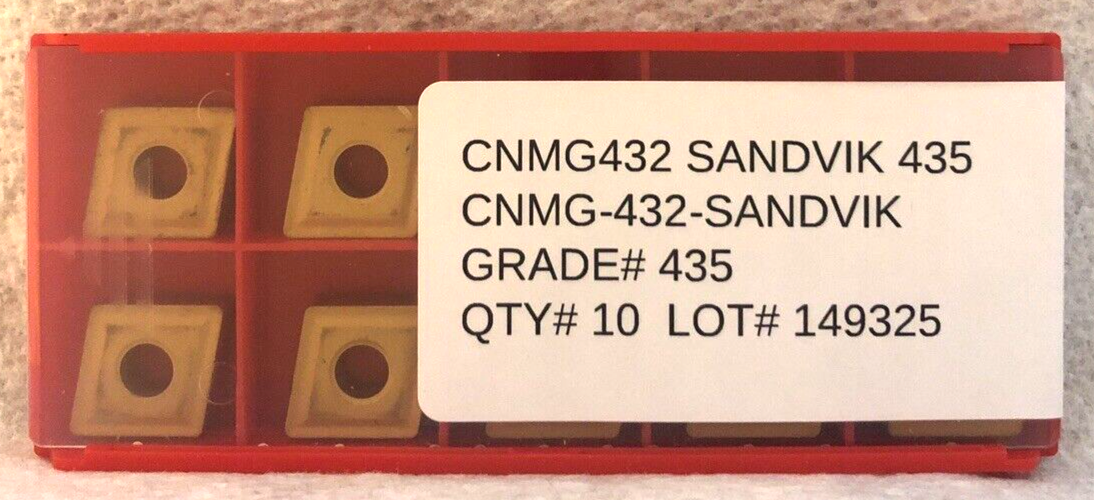 CNMG432 SANDVIK 435
CNMG-432-SANDVIK
GRADE# 435
QTY# 10 LOT# 149325